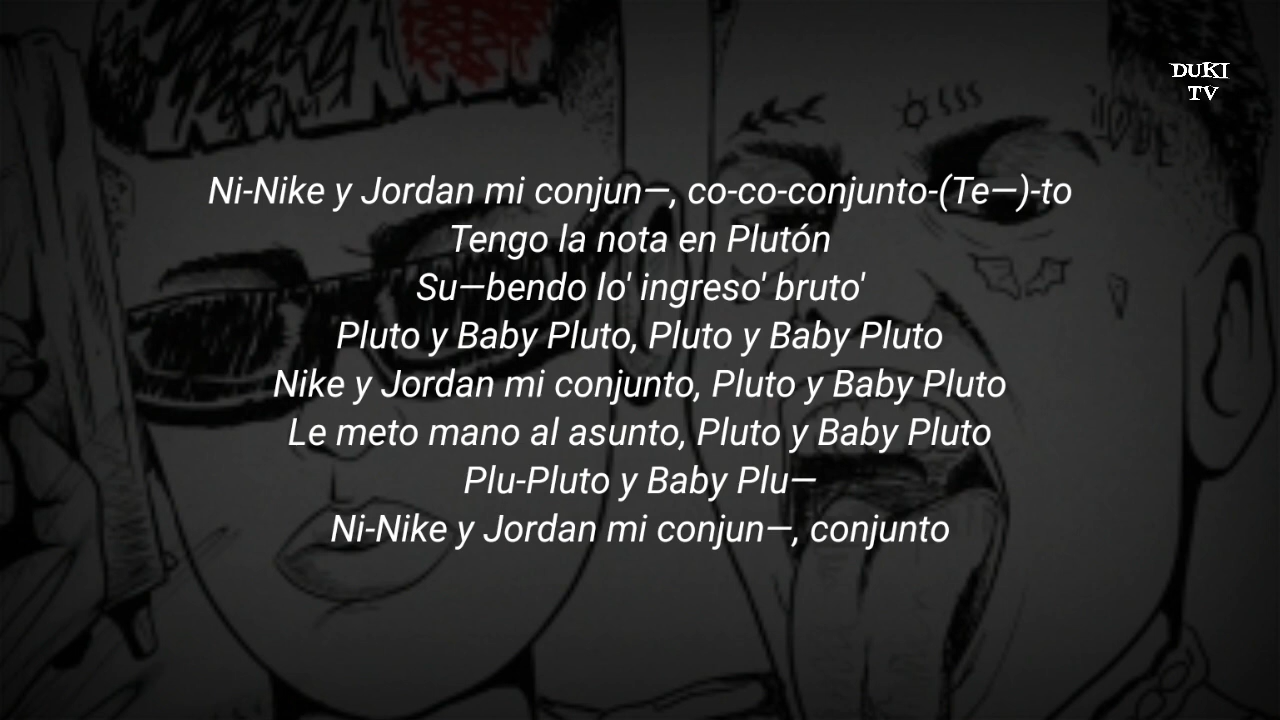 DUKI
TV
Ni-Nike y Jordan mi conjun—, co-co-conjunto-(Te—)-to
Tengo la nota en Plutón
Su—bendo lo' ingreso' bruto'
Pluto y Baby Pluto, Pluto y Baby Pluto
Nike y Jordan mi conjunto, Pluto y Baby Pluto
Le meto mano al asunto, Pluto y Baby Pluto
Plu-Pluto y Baby Plu—
Ni-Nike y Jordan mi conjun—, conjunto